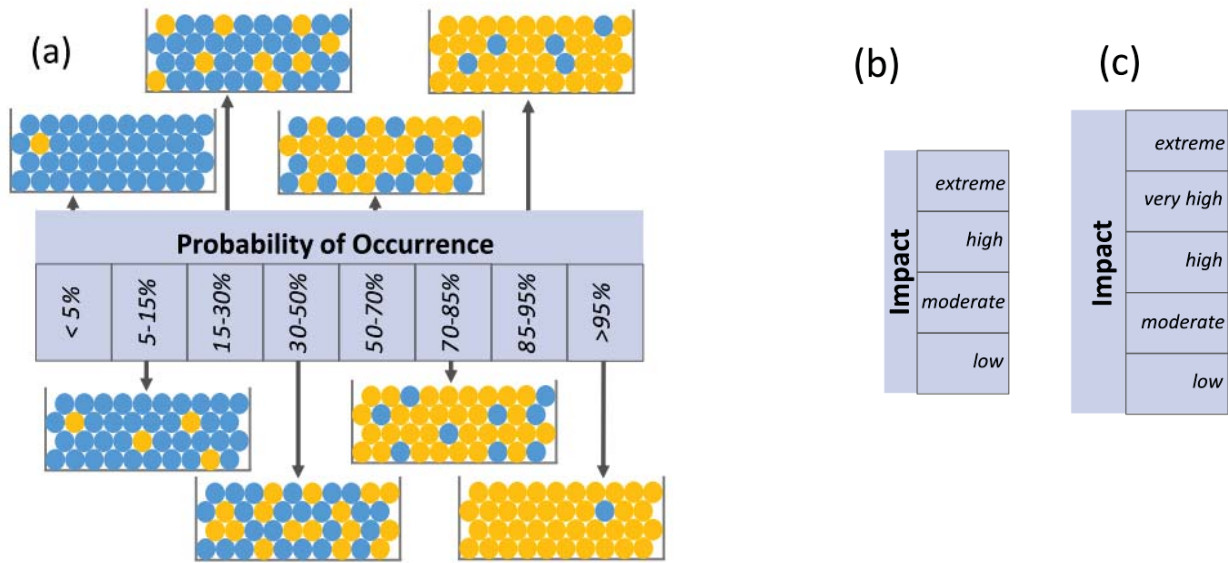 (a)
Probability of Occurrence
< 5%
5-15%
15-30%
30-50%
50-70%
70-85%
85-95%
>95%
(b)
Impact
extreme
high
moderate
low
(c)
Impact
extreme
very high
high
moderate
low